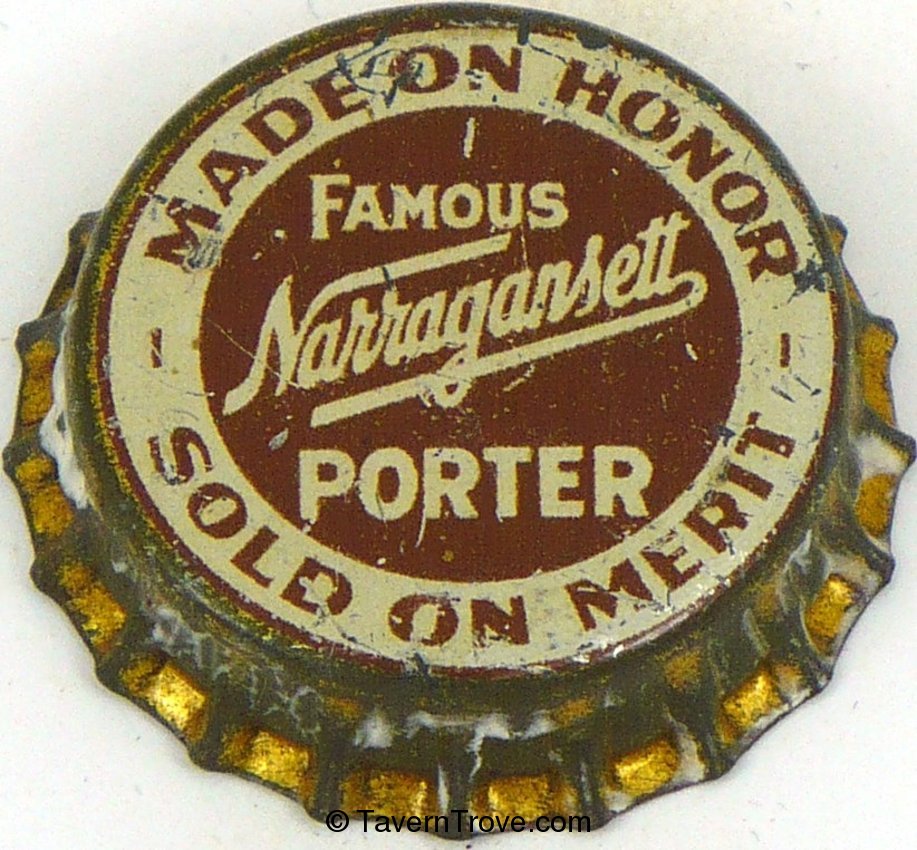 MADE ON HONOR
FAMOUS
Narragansett
PORTER
SOLD ON MERIT
© TavernTrove.com